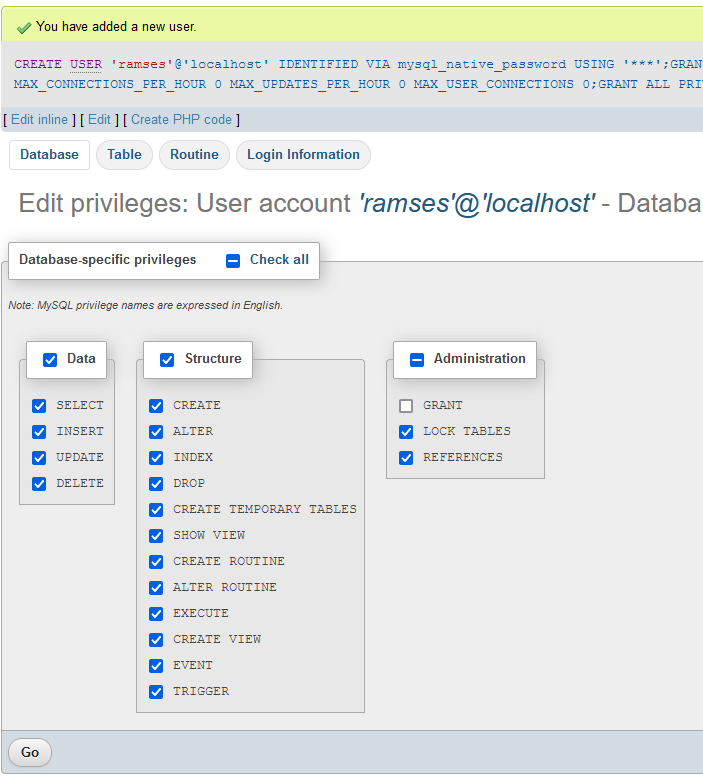 You have added a new user.
CREATE USER 'ramses'@'localhost' IDENTIFIED VIA mysql_native_password USING '***';GRAN
MAX_CONNECTIONS_PER_HOUR 0 MAX_UPDATES_PER_HOUR 0 MAX_USER_CONNECTIONS 0;GRANT ALL PRI
[ Edit inline ] [ Edit ] [ Create PHP code ]
Database Table Routine Login Information
Edit privileges: User account 'ramses'@'localhost' - Databa
Database-specific privileges Check all
Note: MySQL privilege names are expressed in English.
Data
SELECT
INSERT
UPDATE
DELETE
Structure
CREATE
ALTER
INDEX
DROP
CREATE TEMPORARY TABLES
SHOW VIEW
CREATE ROUTINE
ALTER ROUTINE
EXECUTE
CREATE VIEW
EVENT
TRIGGER
Administration
GRANT
LOCK TABLES
REFERENCES
Go